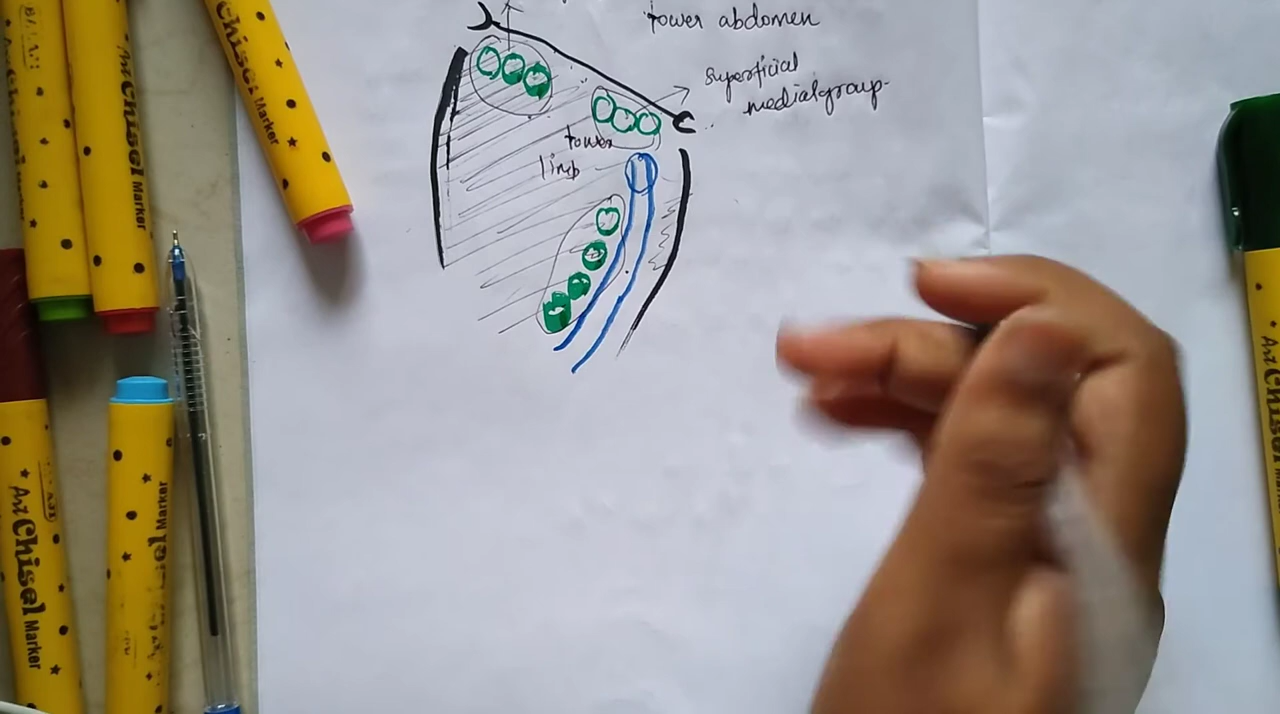 lower abdomen
superficial
medial group
lower
limb
Chisel Marker
Art Chisel Marker
Art Chisel Marker
Art Chisel Marker
Marker
Art Chisel